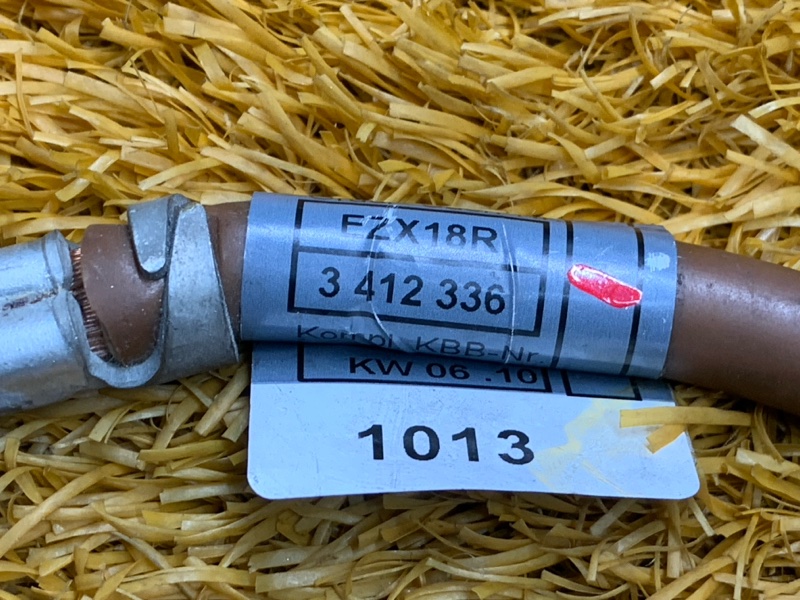 FZX18R
3 412 336
Kompl. KBB-Nr
KW 06 .10
1013